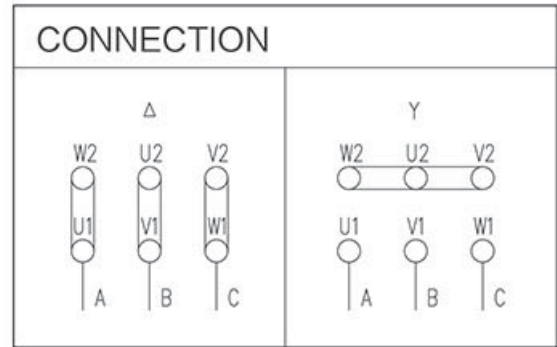 CONNECTION
Δ
W2 U2 V2
U1 V1 W1
A B C
Y
W2 U2 V2
U1 V1 W1
A B C